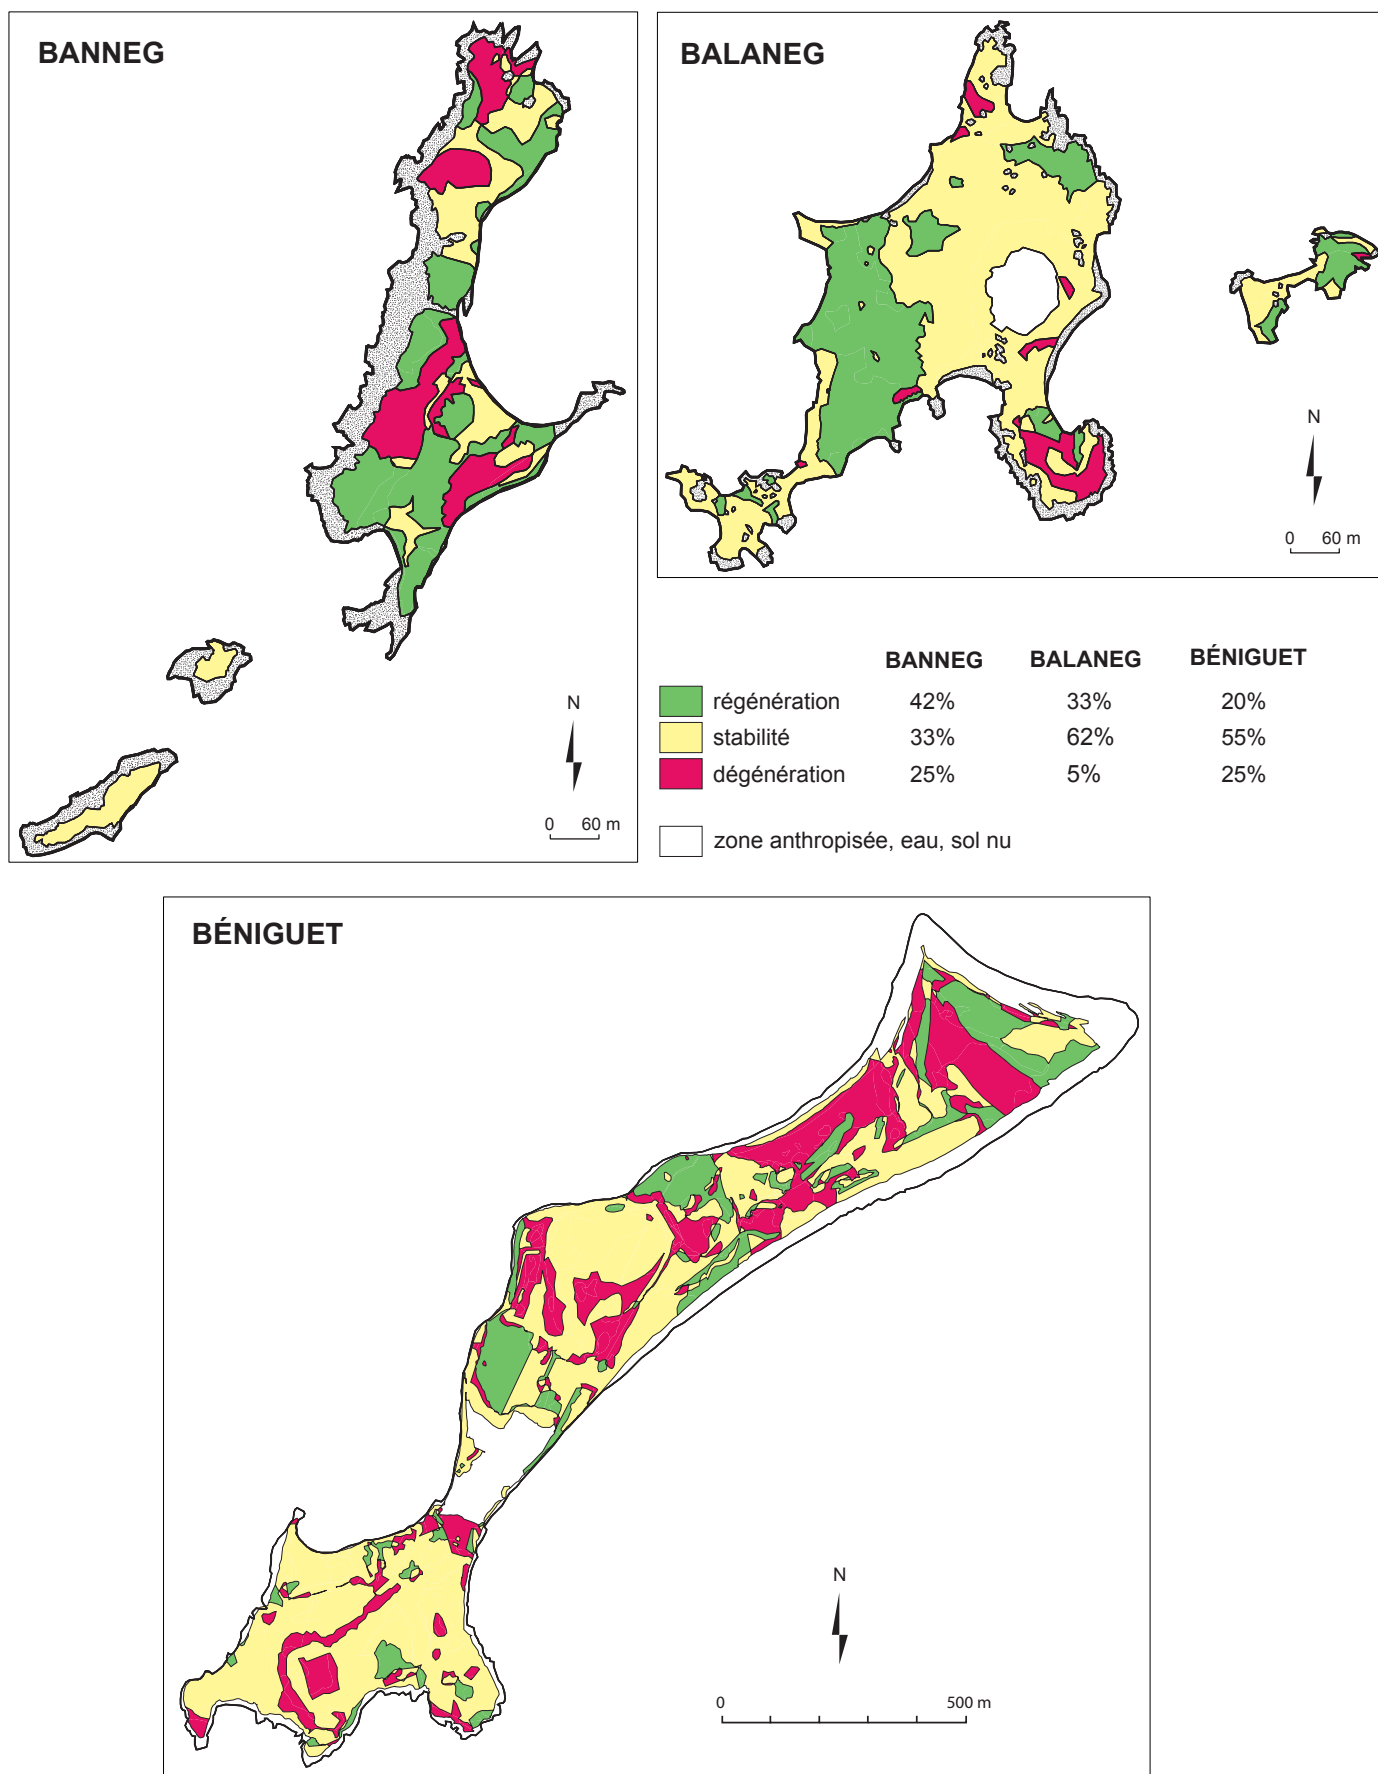 BANNEG
N
0 60 m
BALANEG
N
0 60 m
BANNEG BALANEG BÉNIGUET
régénération 42% 33% 20%
stabilité 33% 62% 55%
dégénération 25% 5% 25%
zone anthropisée, eau, sol nu
BÉNIGUET
N
0 500 m